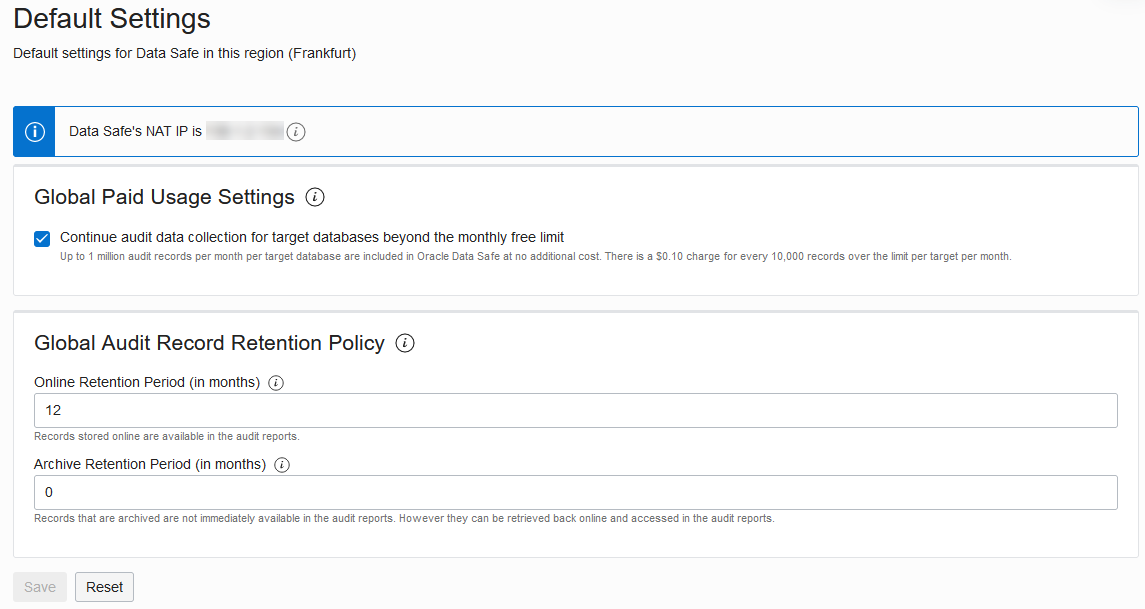 Default Settings
Default settings for Data Safe in this region (Frankfurt)
Data Safe's NAT IP is
Global Paid Usage Settings
Continue audit data collection for target databases beyond the monthly free limit
Up to 1 million audit records per month per target database are included in Oracle Data Safe at no additional cost. There is a $0.10 charge for every 10,000 records over the limit per target per month.
Global Audit Record Retention Policy
Online Retention Period (in months)
12
Records stored online are available in the audit reports.
Archive Retention Period (in months)
0
Records that are archived are not immediately available in the audit reports. However they can be retrieved back online and accessed in the audit reports.
Save Reset